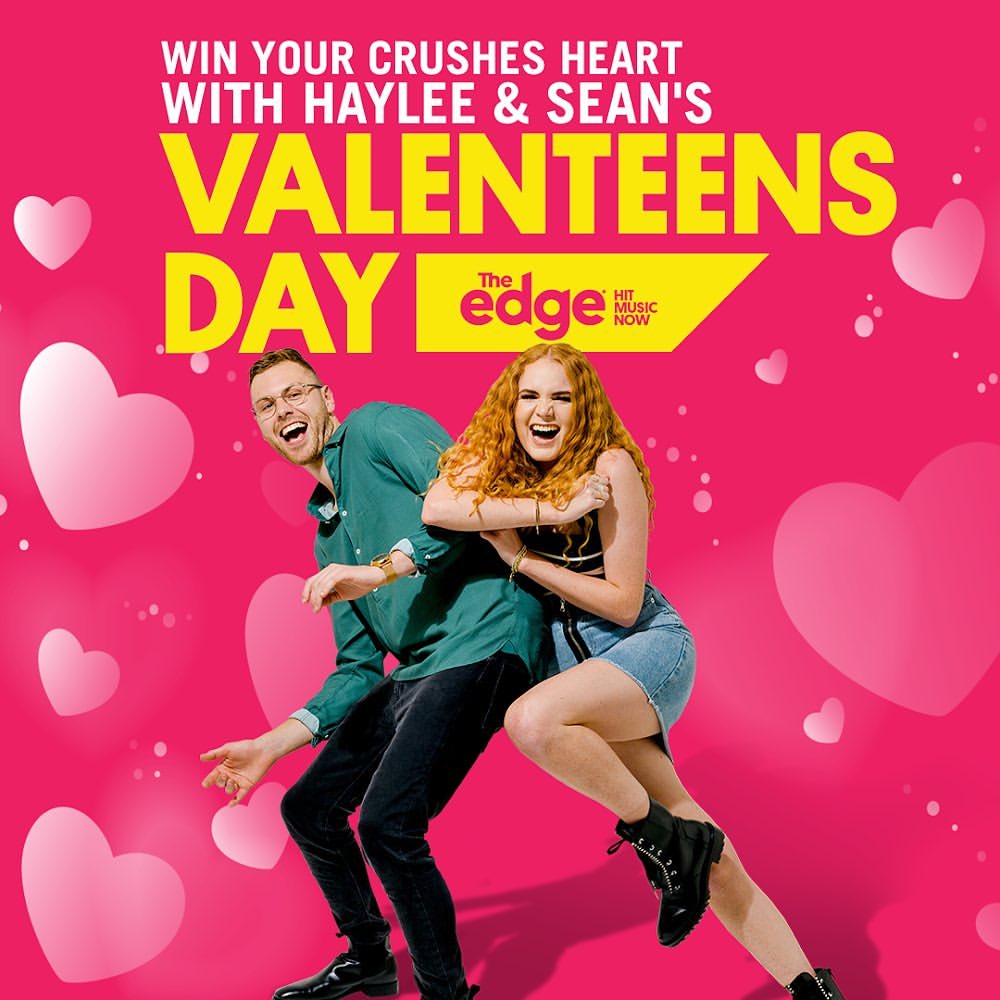 WIN YOUR CRUSHES HEART
WITH HAYLEE & SEAN'S
VALENTEENS
DAY
The
edge
HIT
MUSIC
NOW